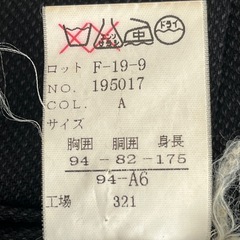 中
ドライ
ロット F-19-9
NO. 195017
COL. A
サイズ
胸囲 胴囲 身長
94-82-175
94-A6
工場 321